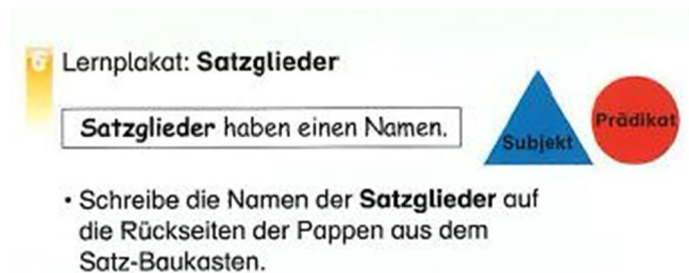 6 Lernplakat: Satzglieder
Satzglieder haben einen Namen.
Subjekt
Prädikat
• Schreibe die Namen der Satzglieder auf
die Rückseiten der Pappen aus dem
Satz-Baukasten.